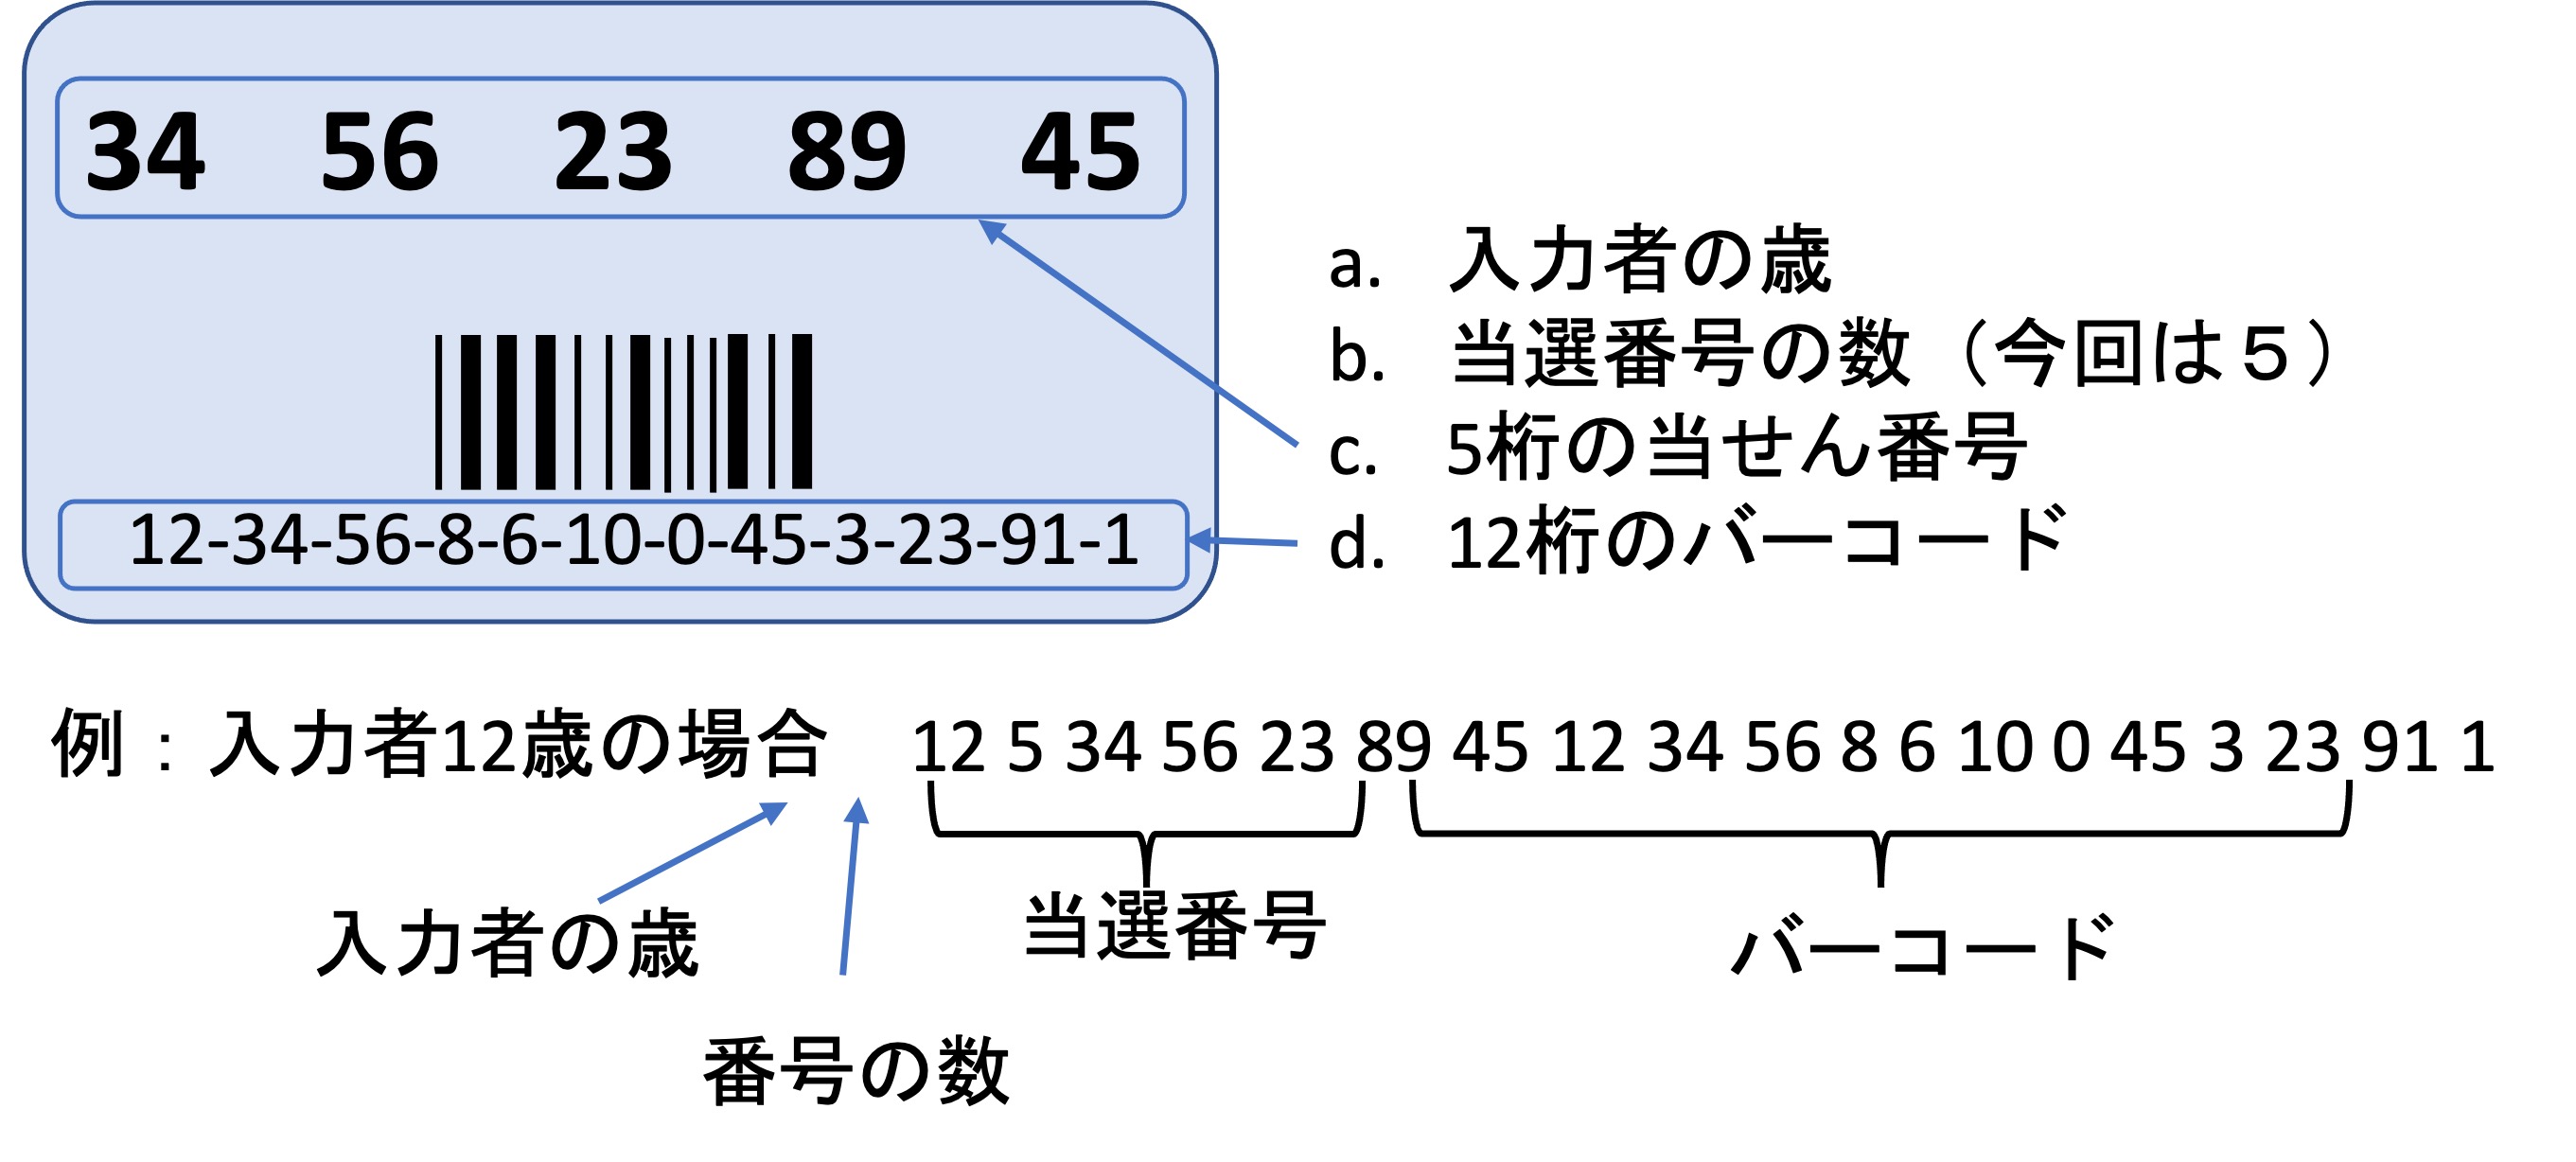 34 56 23 89 45
12-34-56-8-6-10-0-45-3-23-91-1
a. 入力者の歳
b. 当選番号の数（今回は５）
c. 5桁の当せん番号
d. 12桁のバーコード
例：入力者12歳の場合 12 5 34 56 23 89 45 12 34 56 8 6 10 0 45 3 23 91 1
入力者の歳
番号の数
当選番号
バーコード